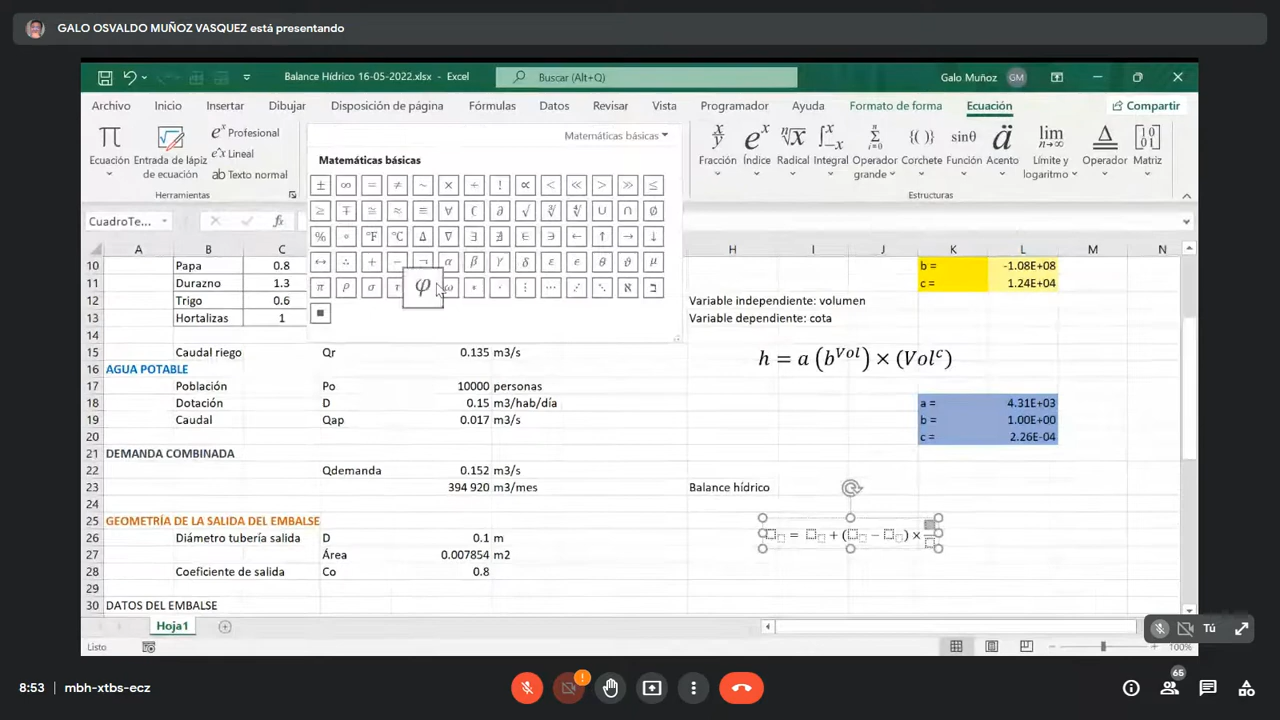 GALO OSVALDO MUÑOZ VASQUEZ está presentando
Balance Hídrico 16-05-2022.xlsx - Excel
Buscar (Alt+Q)
Galo Muñoz GM
Archivo Inicio Insertar Dibujar Disposición de página Fórmulas Datos Revisar Vista Programador Ayuda Formato de forma Ecuación Compartir
Ecuación
Entrada de lápiz de ecuación
Profesional
Lineal
ab Texto normal
Herramientas
Matemáticas básicas
Matemáticas básicas
± ∞ = ≠ ~ × ÷ ! ∝ < ≪ > ≫ ≤
≥ ∓ ≅ ≈ ≡ ∀ ∁ ∂ √ ∛ ∜ ∪ ∩ ∅
% ° °F °C ∆ ∇ ∃ ∄ ∈ ∋ ← ↑ → ↓
↔ ∴ + − ¬ α β γ δ ε ϵ θ ϑ μ
π ρ σ τ φ ω * ∙ ⋮ ⋯ ⋰ ⋱ ℵ ℶ
∎
Fracción Índice Radical Integral Operador grande Corchete Función Acento Límite y logaritmo Operador Matriz
Estructuras
CuadroTe...
fx
A B C H I J K L M N
10 Papa 0.8 b = -1.08E+08
11 Durazno 1.3 c = 1.24E+04
12 Trigo 0.6 Variable independiente: volumen
13 Hortalizas 1 Variable dependiente: cota
14
15 Caudal riego Qr 0.135 m3/s
h = a (b^Vol) × (Vol^c)
16 AGUA POTABLE
17 Población Po 10000 personas
18 Dotación D 0.15 m3/hab/día a = 4.31E+03
19 Caudal Qap 0.017 m3/s b = 1.00E+00
20 c = 2.26E-04
21 DEMANDA COMBINADA
22 Qdemanda 0.152 m3/s
23 394 920 m3/mes Balance hídrico
24
25 GEOMETRÍA DE LA SALIDA DEL EMBALSE
26 Diámetro tubería salida D 0.1 m
= + ( − ) ×
27 Área 0.007854 m2
28 Coeficiente de salida Co 0.8
29
30 DATOS DEL EMBALSE
Hoja1
Tú
Listo
100%
8:53 mbh-xtbs-ecz
65